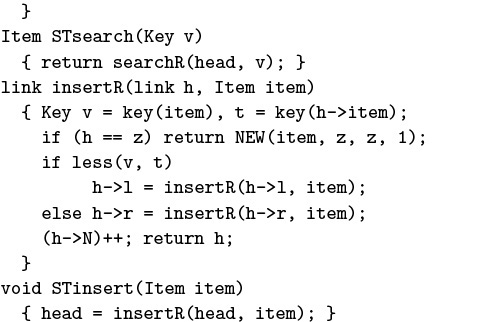 }
Item STsearch(Key v)
{ return searchR(head, v); }
link insertR(link h, Item item)
{ Key v = key(item), t = key(h->item);
if (h == z) return NEW(item, z, z, 1);
if less(v, t)
h->l = insertR(h->l, item);
else h->r = insertR(h->r, item);
(h->N)++; return h;
}
void STinsert(Item item)
{ head = insertR(head, item); }